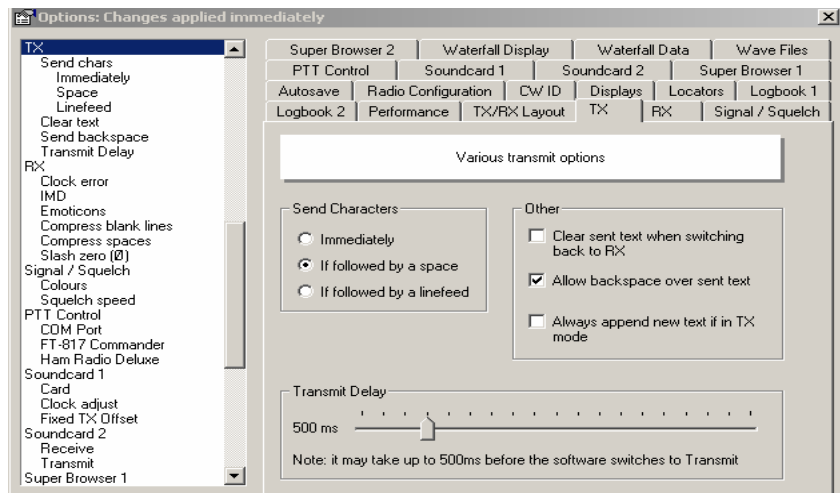 Options: Changes applied immediately
TX
Send chars
Immediately
Space
Linefeed
Clear text
Send backspace
Transmit Delay
RX
Clock error
IMD
Emoticons
Compress blank lines
Compress spaces
Slash zero (Ø)
Signal / Squelch
Colours
Squelch speed
PTT Control
COM Port
FT-817 Commander
Ham Radio Deluxe
Soundcard 1
Card
Clock adjust
Fixed TX Offset
Soundcard 2
Receive
Transmit
Super Browser 1
Super Browser 2 Waterfall Display Waterfall Data Wave Files
PTT Control Soundcard 1 Soundcard 2 Super Browser 1
Autosave Radio Configuration CW ID Displays Locators Logbook 1
Logbook 2 Performance TX/RX Layout TX RX Signal / Squelch
Various transmit options
Send Characters
Immediately
If followed by a space
If followed by a linefeed
Other
Clear sent text when switching
back to RX
Allow backspace over sent text
Always append new text if in TX
mode
Transmit Delay
500 ms
Note: it may take up to 500ms before the software switches to Transmit